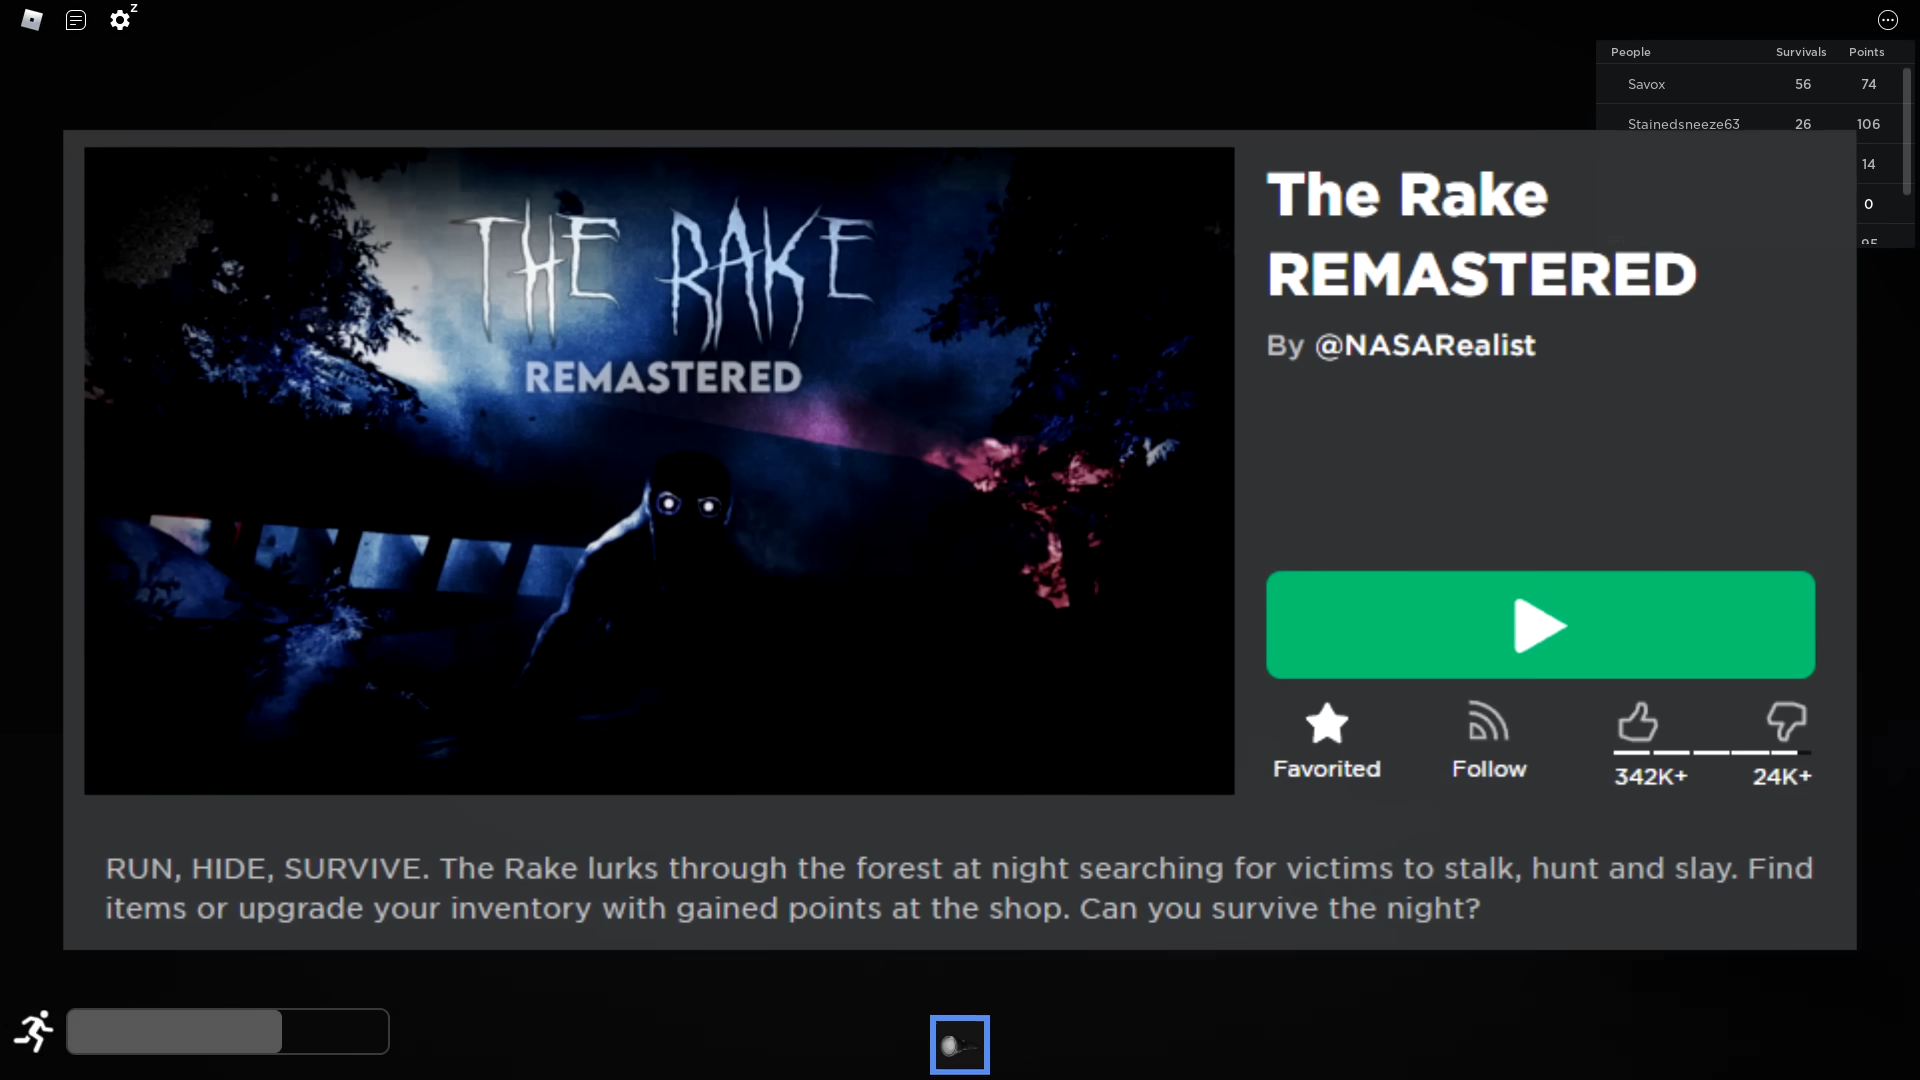 Z
People Survivals Points
Savox 56 74
Stainedsneeze63 26 106
14
0
THE RAKE
REMASTERED
The Rake
REMASTERED
By @NASARealist
Favorited
Follow
342K+
24K+
RUN, HIDE, SURVIVE. The Rake lurks through the forest at night searching for victims to stalk, hunt and slay. Find
items or upgrade your inventory with gained points at the shop. Can you survive the night?